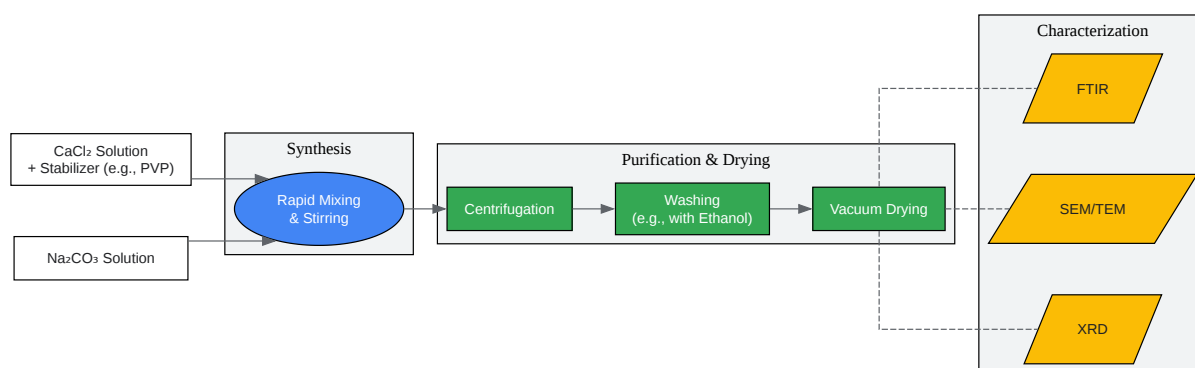 CaCl₂ Solution
+ Stabilizer (e.g., PVP)
Na₂CO₃ Solution
Synthesis
Rapid Mixing
& Stirring
Purification & Drying
Centrifugation
Washing
(e.g., with Ethanol)
Vacuum Drying
Characterization
FTIR
SEM/TEM
XRD